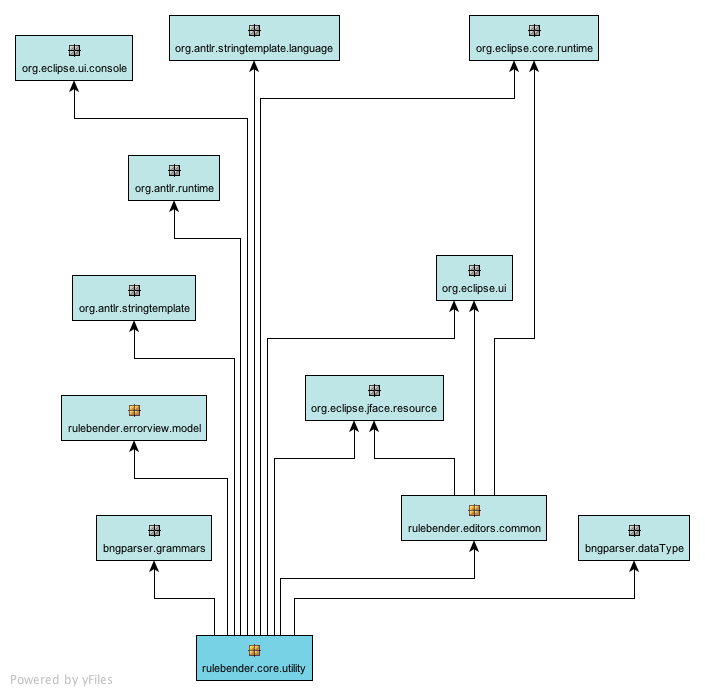 org.antlr.stringtemplate.language
org.eclipse.core.runtime
org.eclipse.ui.console
org.antlr.runtime
org.eclipse.ui
org.antlr.stringtemplate
org.eclipse.jface.resource
rulebender.errorview.model
rulebender.editors.common
bngparser.grammars
bngparser.dataType
rulebender.core.utility
Powered by yFiles